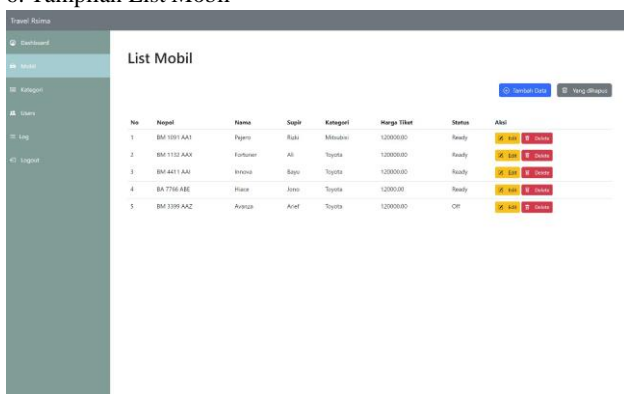 6. Tampilan List Mobil
Travel Rsima
Dashboard
Mobil
Kategori
Users
Log
Logout
List Mobil
Tambah Data Yang dihapus
No Nopol Nama Supir Kategori Harga Tiket Status Aksi
1 BM 1091 AA1 Pajero Rizki Mitsubisi 120000.00 Ready Edit Delete
2 BM 1132 AAX Fortuner Ali Toyota 120000.00 Ready Edit Delete
3 BM 4411 AAI Innova Bayu Toyota 120000.00 Ready Edit Delete
4 BA 7766 ABE Hiace Jono Toyota 12000.00 Ready Edit Delete
5 BM 3399 AAZ Avanza Arief Toyota 120000.00 Off Edit Delete